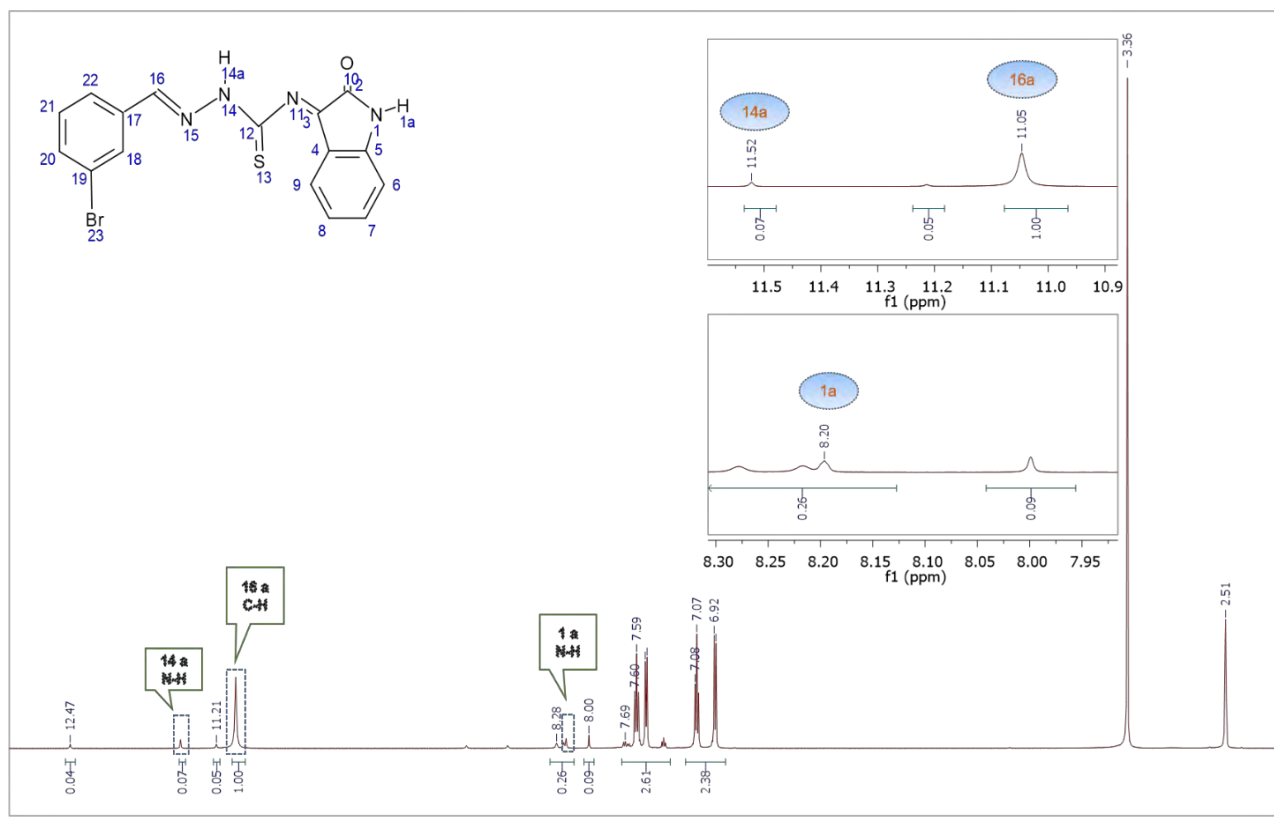 H
14a
16
22
O
10
2
21
N
14
N
11
N
H
1a
1
17
N
15
3
12
20
18
S
13
4
5
19
9
6
Br
23
8
7
14a
11.52
16a
11.05
0.07
0.05
1.00
11.5 11.4 11.3 11.2 11.1 11.0 10.9
f1 (ppm)
1a
8.20
0.26
0.09
8.30 8.25 8.20 8.15 8.10 8.05 8.00 7.95
f1 (ppm)
3.36
16 a
C-H
14 a
N-H
1 a
N-H
12.47
11.21
8.28
8.00
7.69
7.60
7.59
7.08
7.07
6.92
2.51
0.04
0.07
0.05
1.00
0.26
0.09
2.61
2.38